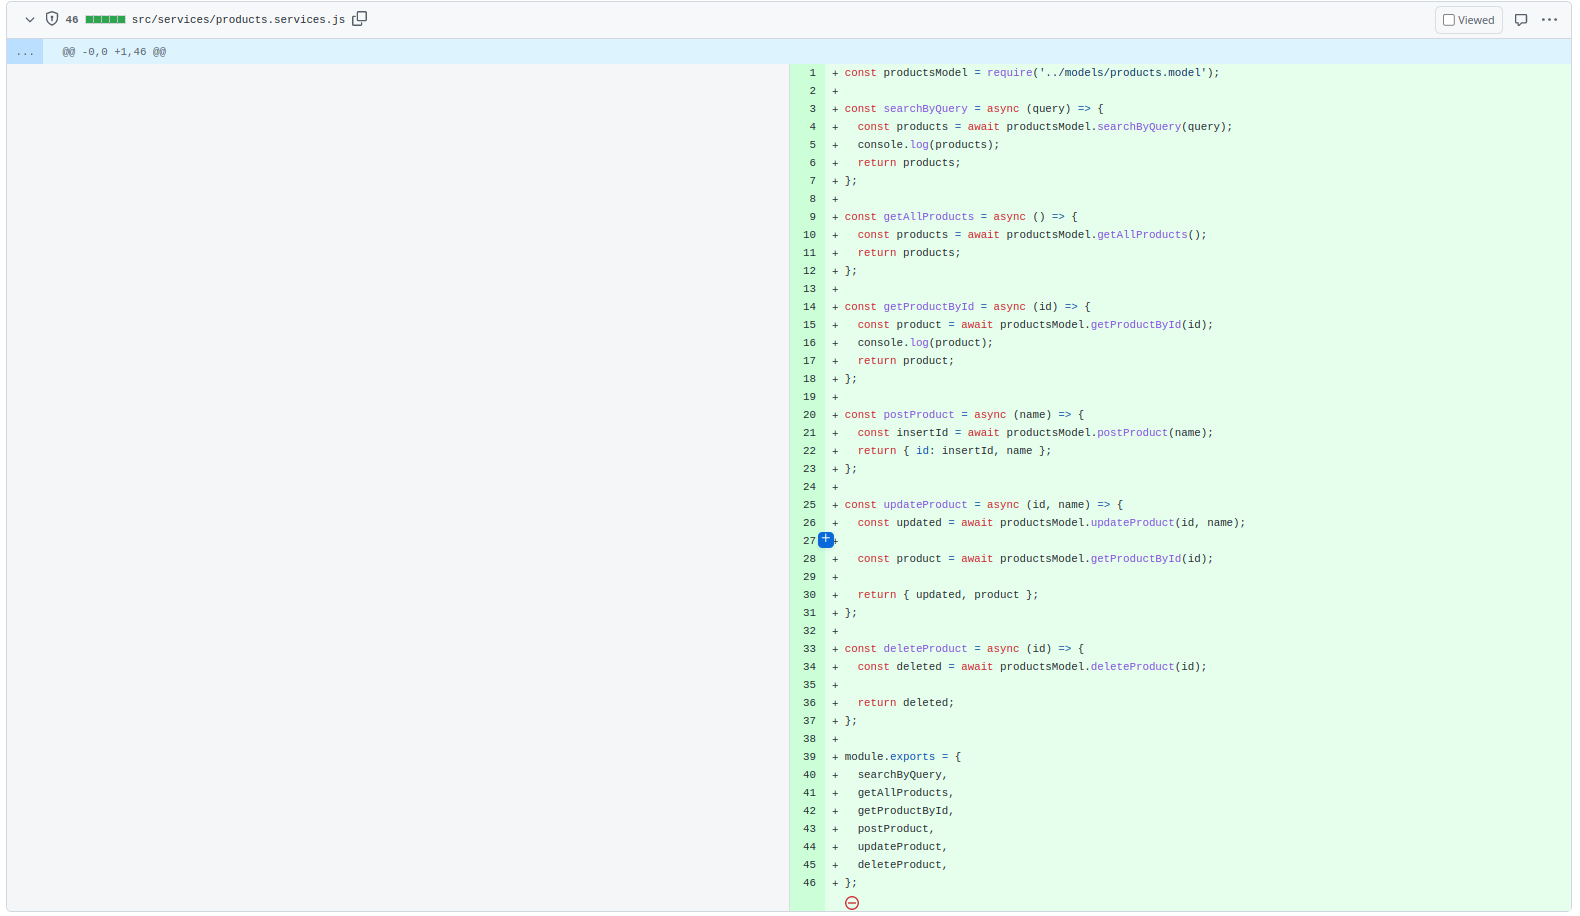 46 src/services/products.services.js Viewed
... @@ -0,0 +1,46 @@
1 + const productsModel = require('../models/products.model');
2 +
3 + const searchByQuery = async (query) => {
4 +   const products = await productsModel.searchByQuery(query);
5 +   console.log(products);
6 +   return products;
7 + };
8 +
9 + const getAllProducts = async () => {
10 +   const products = await productsModel.getAllProducts();
11 +   return products;
12 + };
13 +
14 + const getProductById = async (id) => {
15 +   const product = await productsModel.getProductById(id);
16 +   console.log(product);
17 +   return product;
18 + };
19 +
20 + const postProduct = async (name) => {
21 +   const insertId = await productsModel.postProduct(name);
22 +   return { id: insertId, name };
23 + };
24 +
25 + const updateProduct = async (id, name) => {
26 +   const updated = await productsModel.updateProduct(id, name);
27 +
28 +   const product = await productsModel.getProductById(id);
29 +
30 +   return { updated, product };
31 + };
32 +
33 + const deleteProduct = async (id) => {
34 +   const deleted = await productsModel.deleteProduct(id);
35 +
36 +   return deleted;
37 + };
38 +
39 + module.exports = {
40 +   searchByQuery,
41 +   getAllProducts,
42 +   getProductById,
43 +   postProduct,
44 +   updateProduct,
45 +   deleteProduct,
46 + };